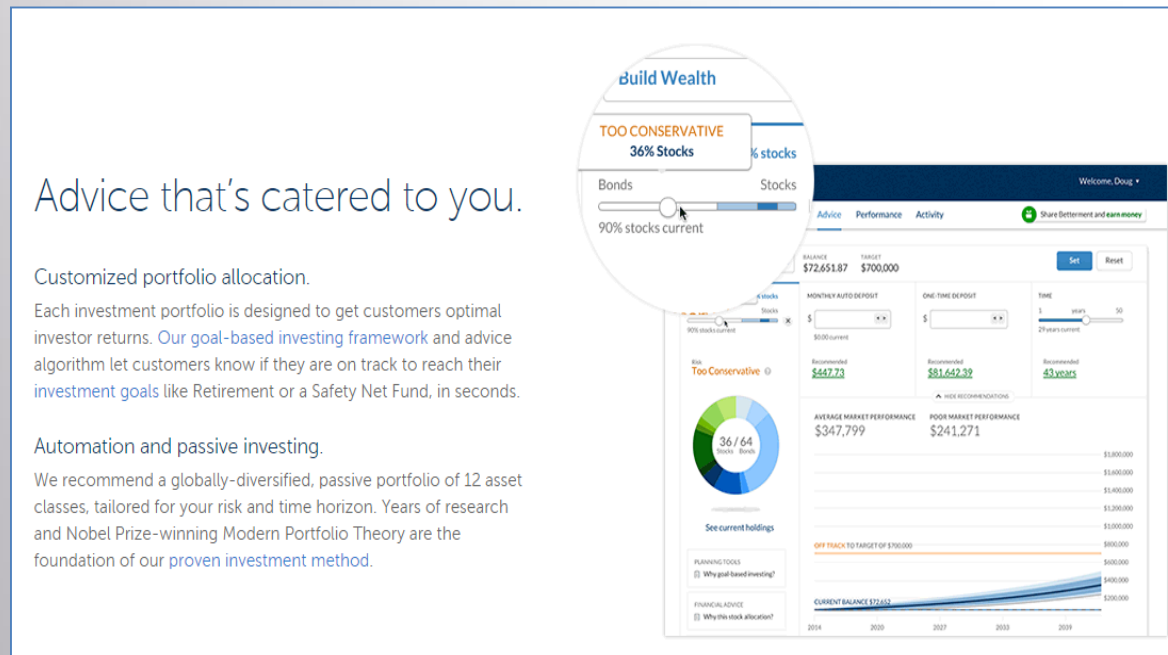 Advice that's catered to you.
Customized portfolio allocation.
Each investment portfolio is designed to get customers optimal
investor returns. Our goal-based investing framework and advice
algorithm let customers know if they are on track to reach their
investment goals like Retirement or a Safety Net Fund, in seconds.
Automation and passive investing.
We recommend a globally-diversified, passive portfolio of 12 asset
classes, tailored for your risk and time horizon. Years of research
and Nobel Prize-winning Modern Portfolio Theory are the
foundation of our proven investment method.
Build Wealth
TOO CONSERVATIVE
36% Stocks
% stocks
Bonds Stocks
90% stocks current
Welcome, Doug
Advice Performance Activity Share Betterment and earn money
BALANCE TARGET
$72,651.87 $700,000 Set Reset
stocks MONTHLY AUTO DEPOSIT ONE-TIME DEPOSIT TIME
Stocks 1 years 50
$ $
90% stocks current $0.00 current 29 years current
Risk Recommended Recommended Recommended
Too Conservative $447.73 $81,642.39 43 years
HIDE RECOMMENDATIONS
AVERAGE MARKET PERFORMANCE POOR MARKET PERFORMANCE
$347,799 $241,271
36 / 64
Stocks Bonds
See current holdings
PLANNING TOOLS
Why goal-based investing?
FINANCIAL ADVICE
Why this stock allocation?
$1,800,000
$1,600,000
$1,400,000
$1,200,000
$1,000,000
OFF TRACK TO TARGET OF $700,000 $800,000
$600,000
$400,000
CURRENT BALANCE $72,652 $200,000
2014 2020 2027 2033 2039